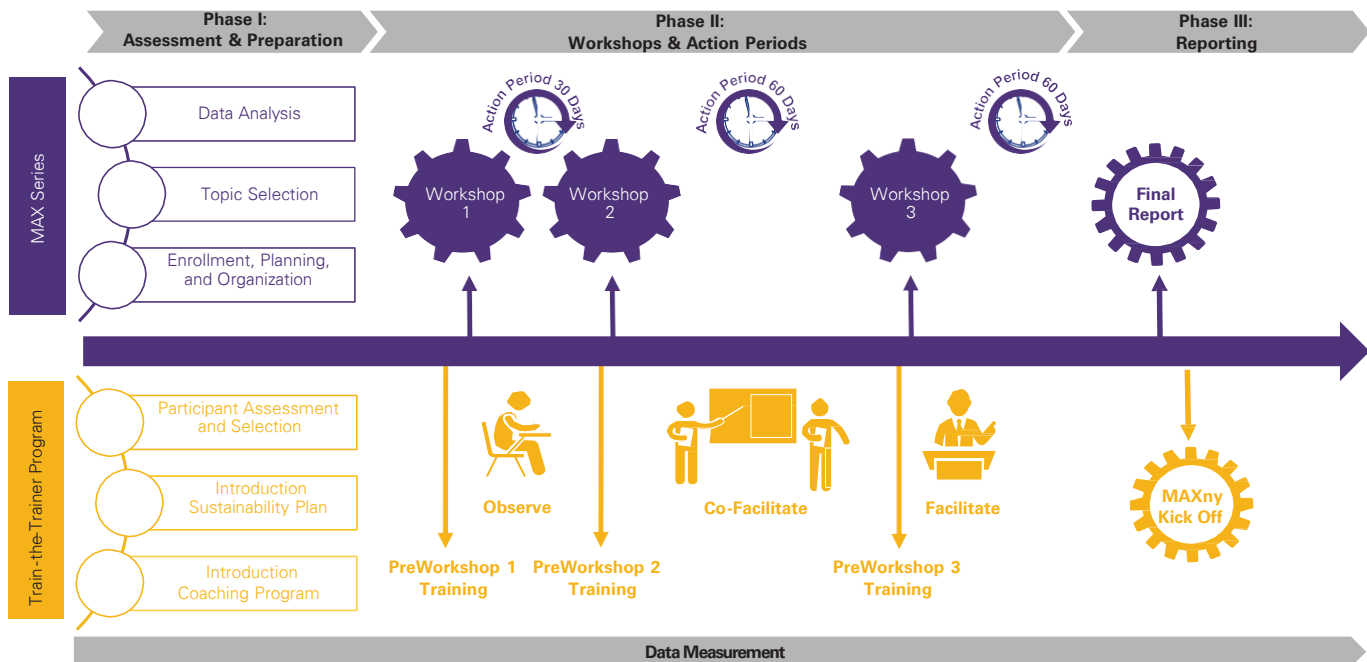 Phase I:
Assessment & Preparation
Phase II:
Workshops & Action Periods
Phase III:
Reporting
MAX Series
Data Analysis
Topic Selection
Enrollment, Planning,
and Organization
Action Period 30 Days
Action Period 60 Days
Action Period 60 Days
Workshop
1
Workshop
2
Workshop
3
Final
Report
Train-the-Trainer Program
Participant Assessment
and Selection
Introduction
Sustainability Plan
Introduction
Coaching Program
Observe
Co-Facilitate
Facilitate
PreWorkshop 1
Training
PreWorkshop 2
Training
PreWorkshop 3
Training
MAXny
Kick Off
Data Measurement